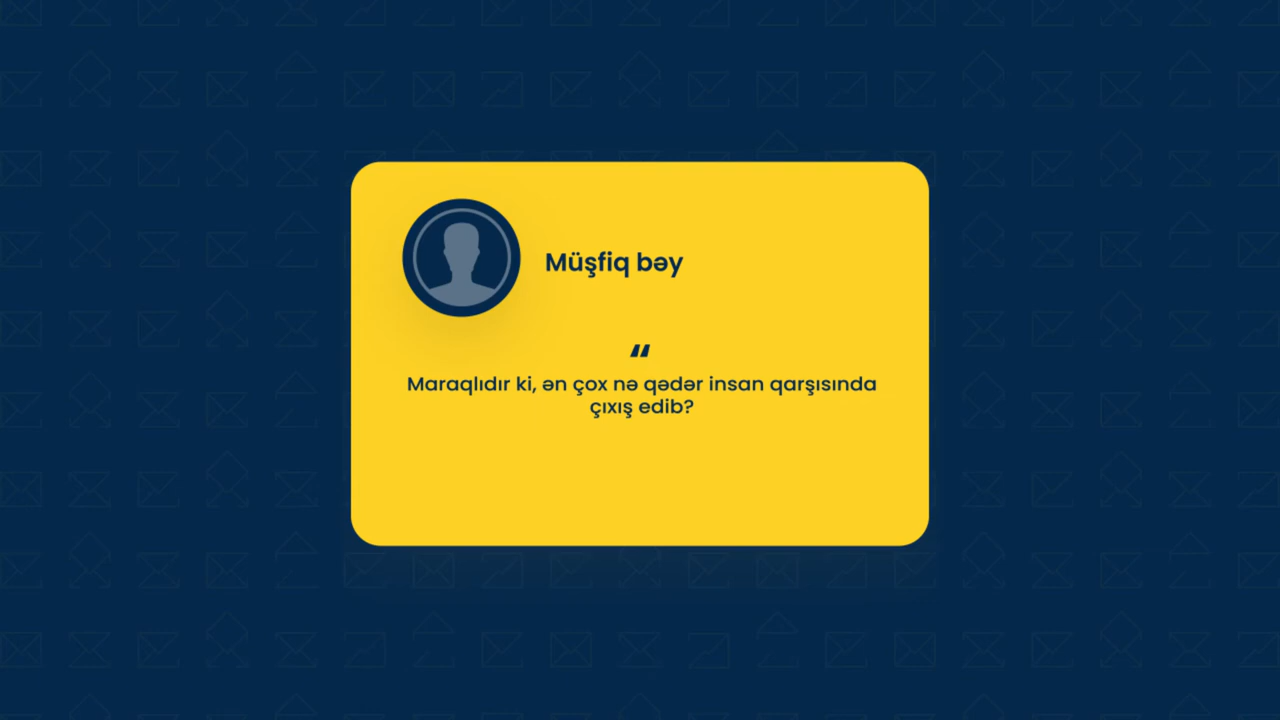 Müşfiq bəy
“
Maraqlıdır ki, ən çox nə qədər insan qarşısında
çıxış edib?